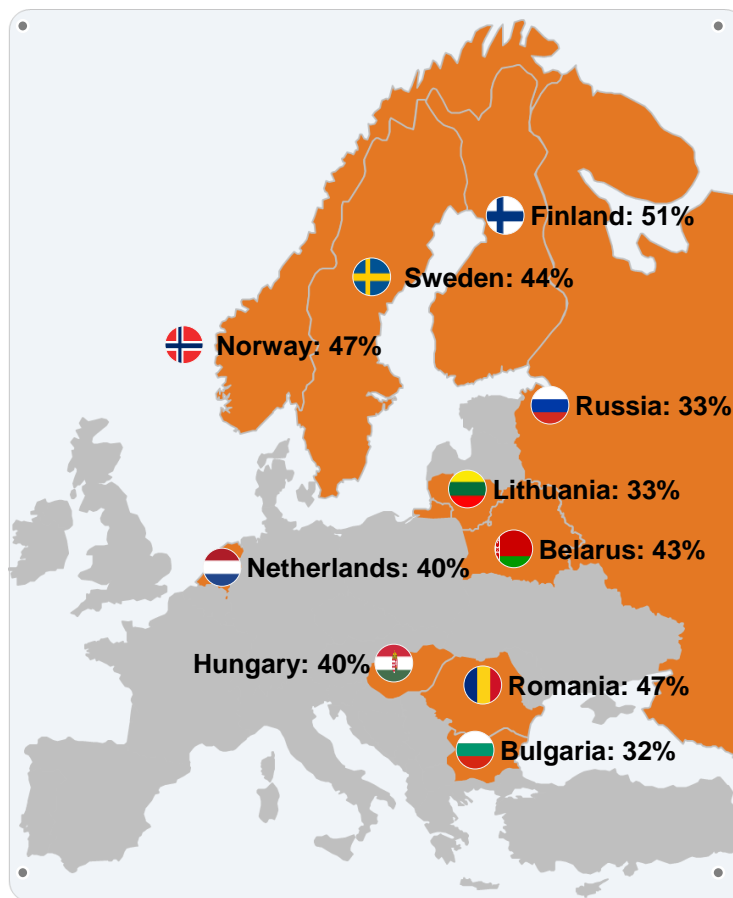 Finland: 51%
Sweden: 44%
Norway: 47%
Russia: 33%
Lithuania: 33%
Belarus: 43%
Netherlands: 40%
Hungary: 40%
Romania: 47%
Bulgaria: 32%